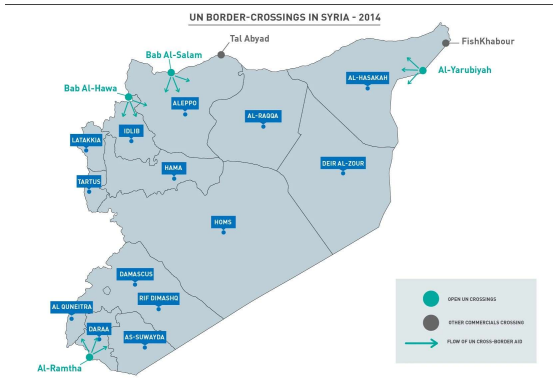 UN BORDER-CROSSINGS IN SYRIA - 2014
Tal Abyad
FishKhabour
Bab Al-Salam
Al-Yarubiyah
AL-HASAKAH
Bab Al-Hawa
ALEPPO
AL-RAQQA
IDLIB
LATAKKIA
HAMA
DEIR AL-ZOUR
TARTUS
HOMS
DAMASCUS
RIF DIMASHQ
AL QUNEITRA
DARAA
AS-SUWAYDA
Al-Ramtha
OPEN UN CROSSINGS
OTHER COMMERCIALS CROSSING
FLOW OF UN CROSS-BORDER AID